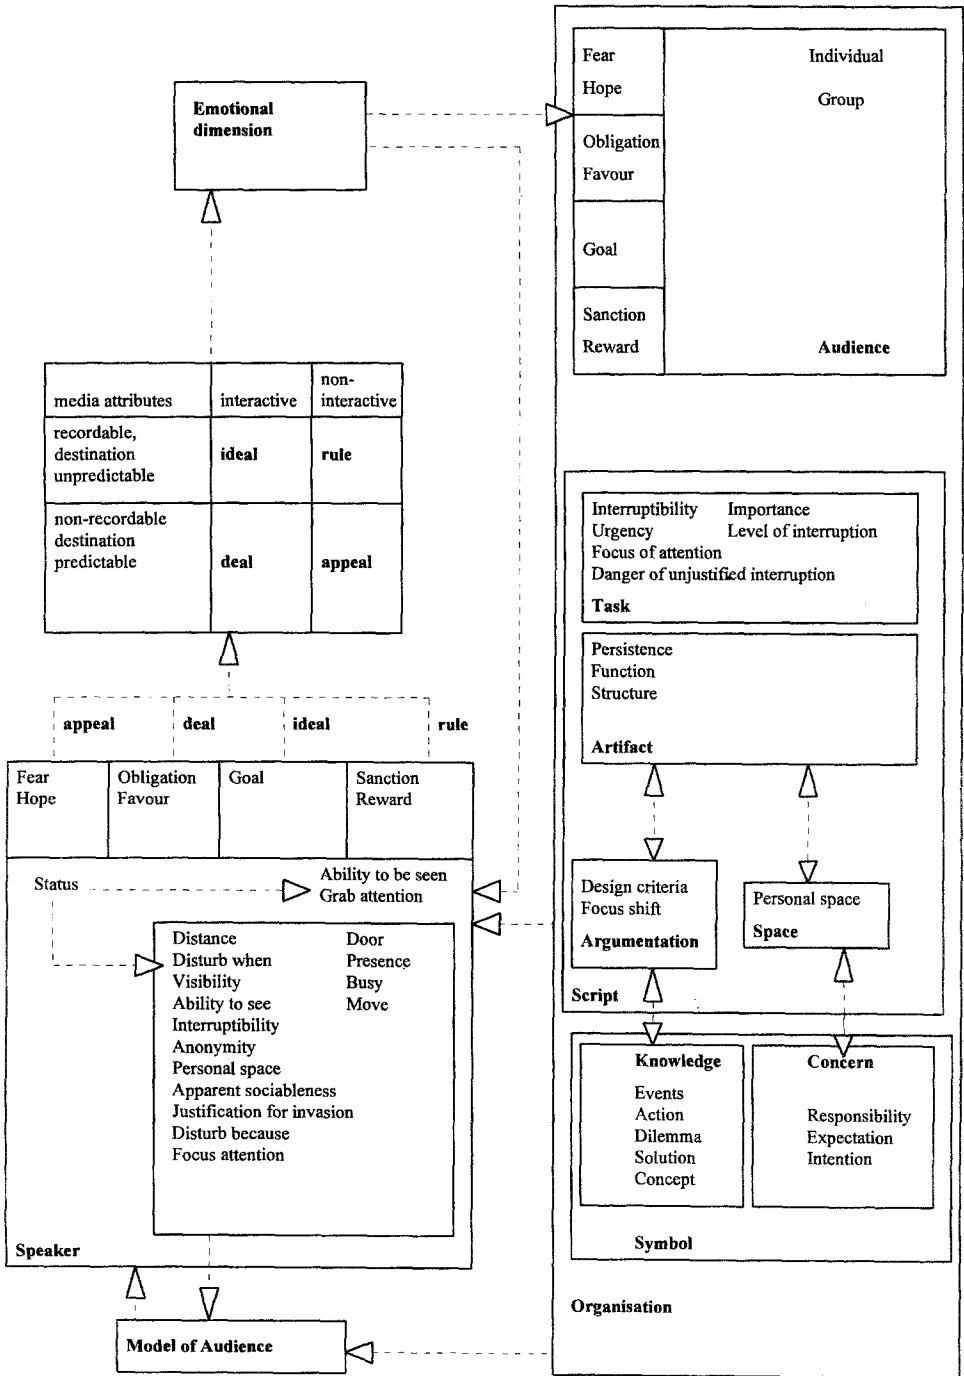 Emotional
dimension
media attributes
interactive
non-
interactive
recordable,
destination
unpredictable
ideal
rule
non-recordable
destination
predictable
deal
appeal
appeal
deal
ideal
rule
Fear
Hope
Obligation
Favour
Goal
Sanction
Reward
Status
Ability to be seen
Grab attention
Distance
Disturb when
Visibility
Ability to see
Interruptibility
Anonymity
Personal space
Apparent sociableness
Justification for invasion
Disturb because
Focus attention
Door
Presence
Busy
Move
Speaker
Model of Audience
Fear
Hope
Obligation
Favour
Goal
Sanction
Reward
Individual
Group
Audience
Interruptibility Importance
Urgency Level of interruption
Focus of attention
Danger of unjustified interruption
Task
Persistence
Function
Structure
Artifact
Design criteria
Focus shift
Argumentation
Personal space
Space
Script
Knowledge
Events
Action
Dilemma
Solution
Concept
Concern
Responsibility
Expectation
Intention
Symbol
Organisation